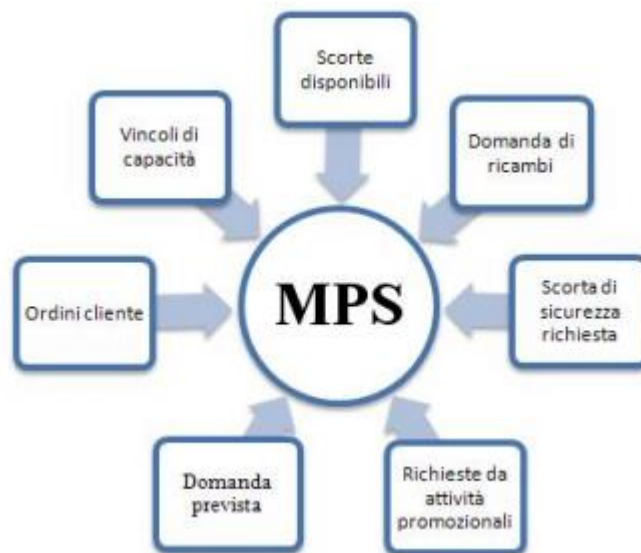 Scorte
disponibili
Vincoli di
capacità
Domanda di
ricambi
MPS
Ordini cliente
Scorta di
sicurezza
richiesta
Domanda
prevista
Richieste da
attività
promozionali